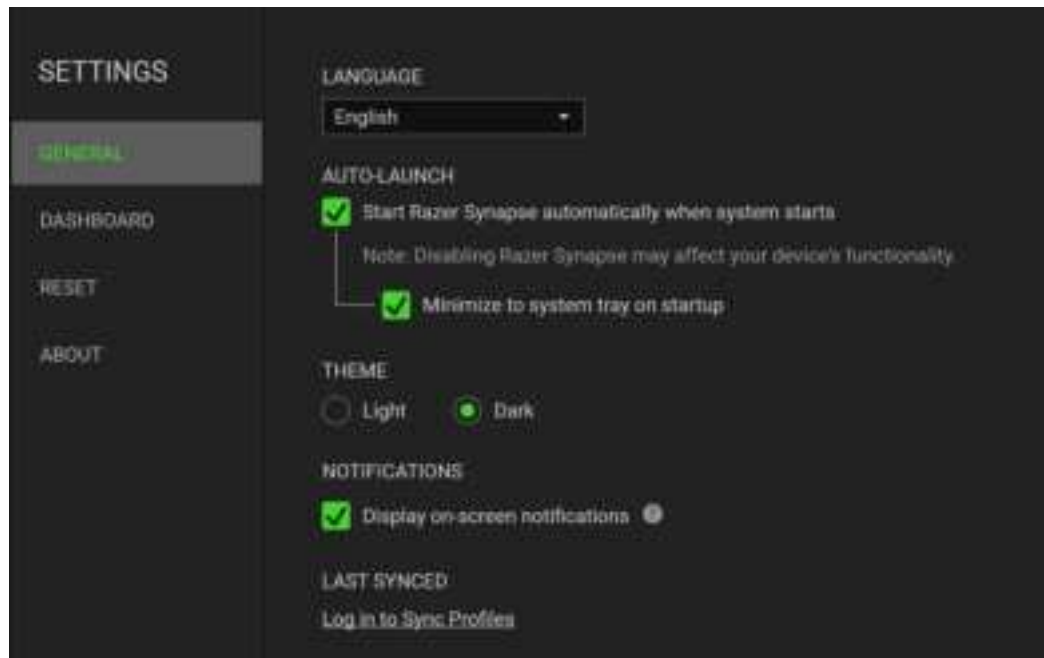 SETTINGS
GENERAL
DASHBOARD
RESET
ABOUT
LANGUAGE
English
AUTO-LAUNCH
Start Razer Synapse automatically when system starts
Note: Disabling Razer Synapse may affect your device's functionality.
Minimize to system tray on startup
THEME
Light
Dark
NOTIFICATIONS
Display on-screen notifications
LAST SYNCED
Log in to Sync Profiles